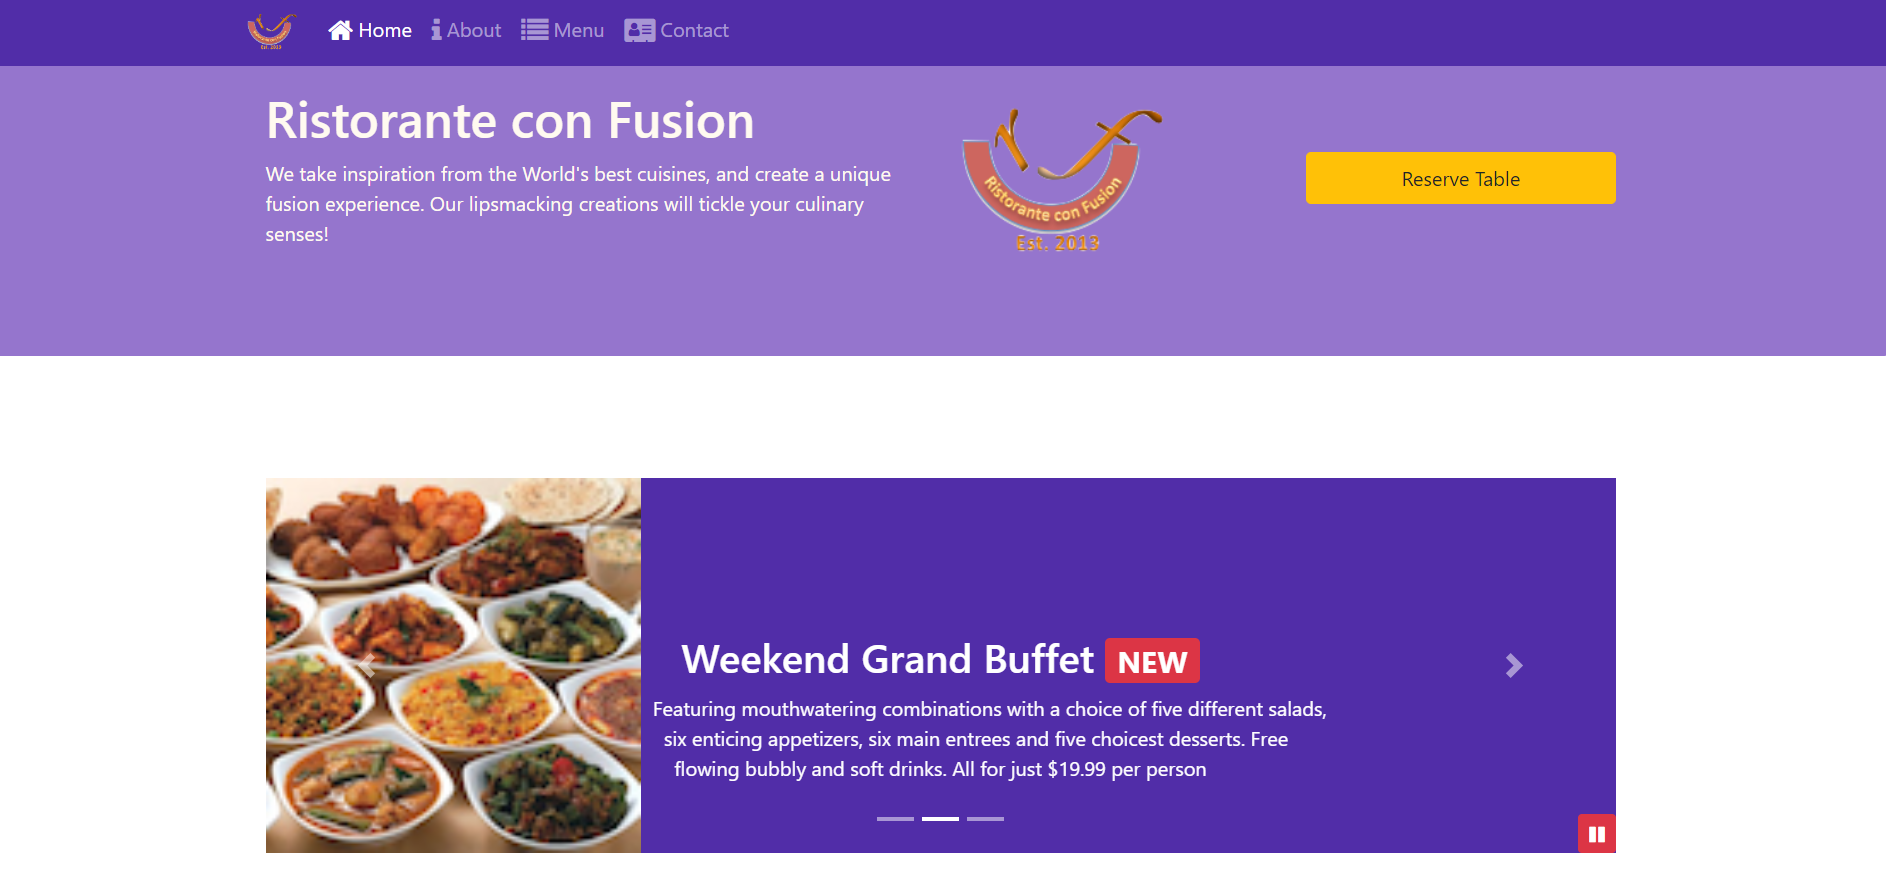 Est. 2013
Home About Menu Contact
Ristorante con Fusion
We take inspiration from the World's best cuisines, and create a unique
fusion experience. Our lipsmacking creations will tickle your culinary
senses!
Ristorante con Fusion
Est. 2013
Reserve Table
Weekend Grand Buffet NEW
Featuring mouthwatering combinations with a choice of five different salads,
six enticing appetizers, six main entrees and five choicest desserts. Free
flowing bubbly and soft drinks. All for just $19.99 per person